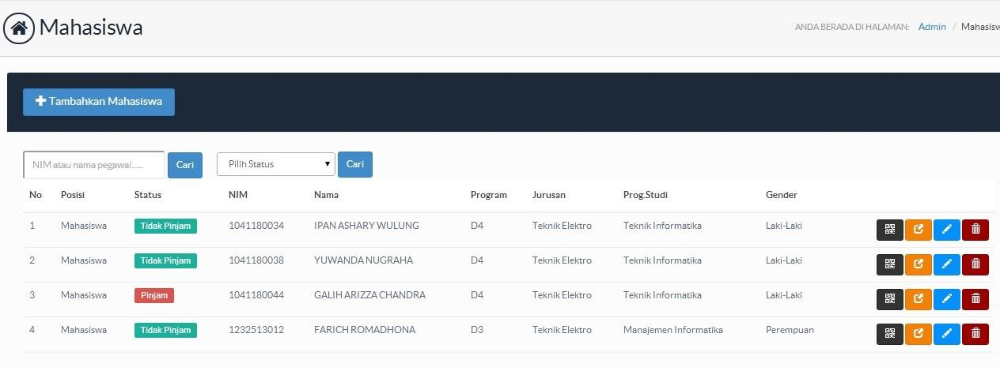 Mahasiswa
ANDA BERADA DI HALAMAN: Admin / Mahasisw
Tambahkan Mahasiswa
NIM atau nama pegawai..... Cari Pilih Status Cari
No Posisi Status NIM Nama Program Jurusan Prog.Studi Gender
1 Mahasiswa Tidak Pinjam 1041180034 IPAN ASHARY WULUNG D4 Teknik Elektro Teknik Informatika Laki-Laki
2 Mahasiswa Tidak Pinjam 1041180038 YUWANDA NUGRAHA D4 Teknik Elektro Teknik Informatika Laki-Laki
3 Mahasiswa Pinjam 1041180044 GALIH ARIZZA CHANDRA D4 Teknik Elektro Teknik Informatika Laki-Laki
4 Mahasiswa Tidak Pinjam 1232513012 FARICH ROMADHONA D3 Teknik Elektro Manajemen Informatika Perempuan